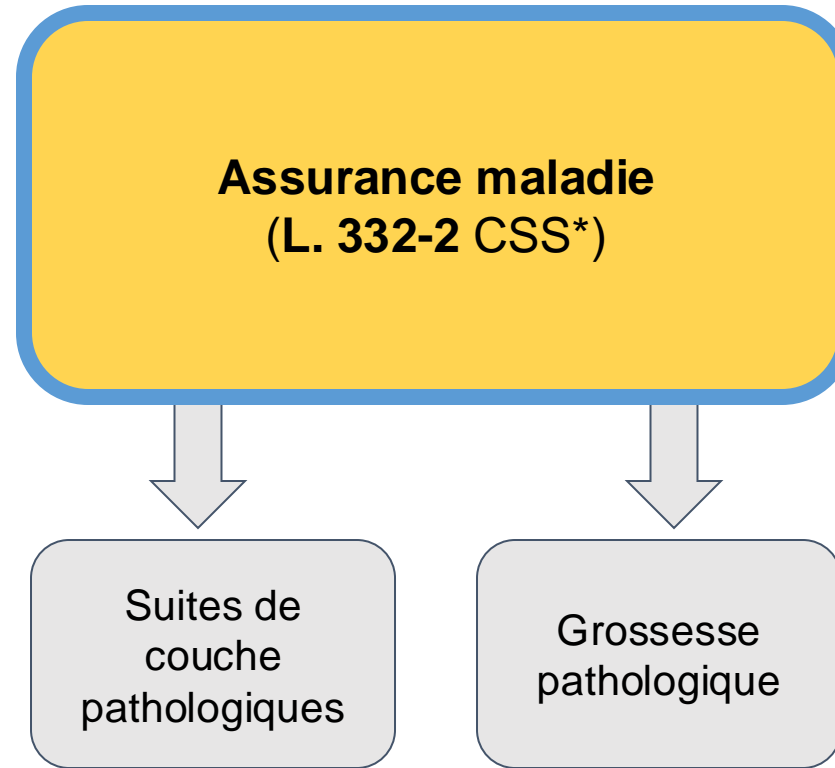 Assurance maladie
(L. 332-2 CSS*)
Suites de
couche
pathologiques
Grossesse
pathologique